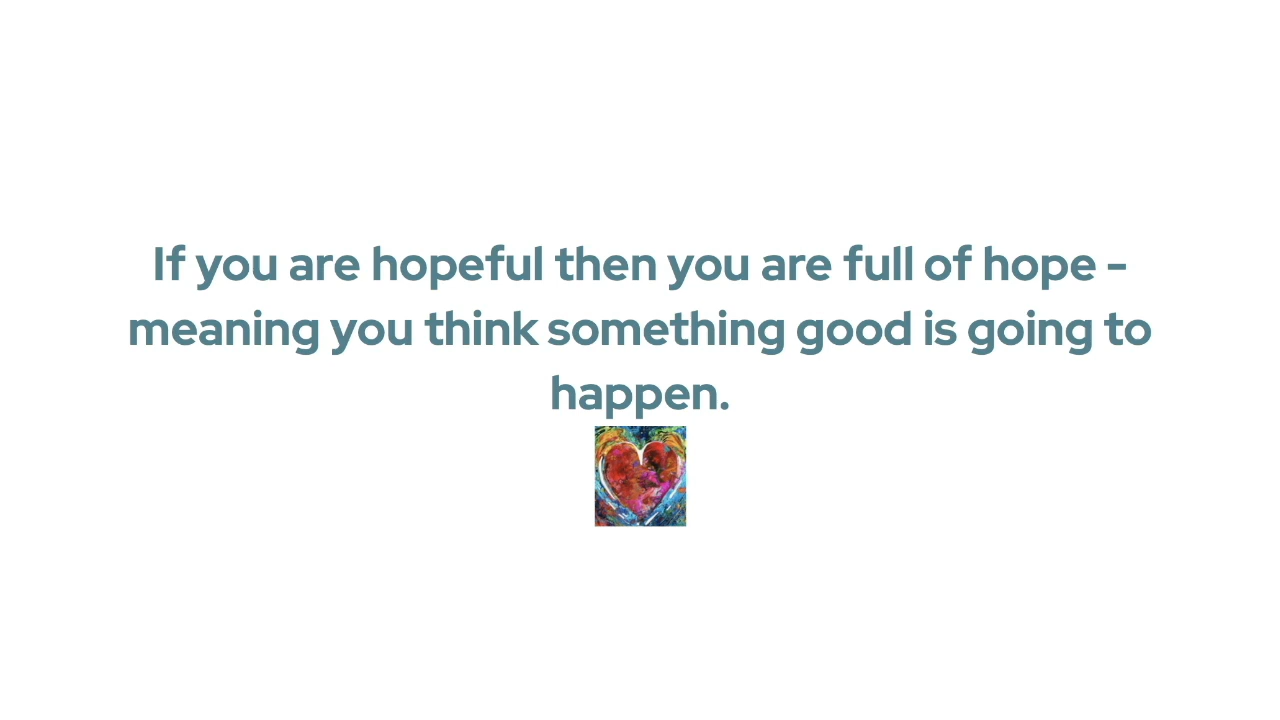 If you are hopeful then you are full of hope -
meaning you think something good is going to
happen.